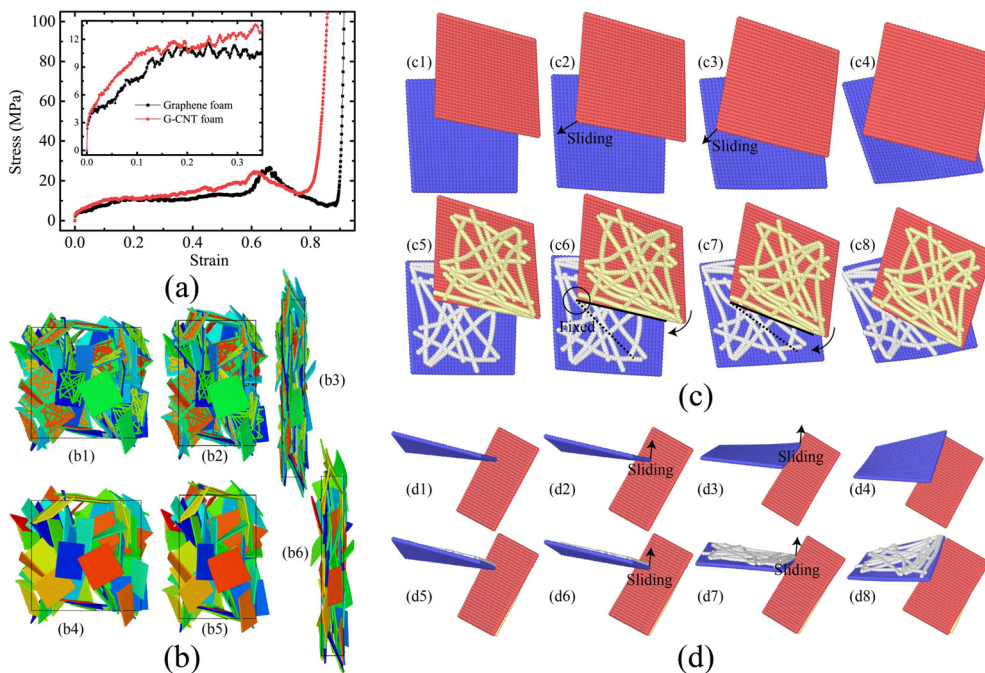 (a)
Stress (MPa)
100
80
60
40
20
0
12
9
6
3
0
0.0
0.1
0.2
0.3
Graphene foam
G-CNT foam
0.0
0.2
0.4
0.6
0.8
Strain
(a)
(b1)
(b2)
(b3)
(b4)
(b5)
(b6)
(b)
(c1)
(c2)
(c3)
(c4)
Sliding
Sliding
(c5)
(c6)
(c7)
(c8)
Fixed
(c)
(d1)
(d2)
(d3)
(d4)
Sliding
Sliding
(d5)
(d6)
(d7)
(d8)
Sliding
Sliding
(d)